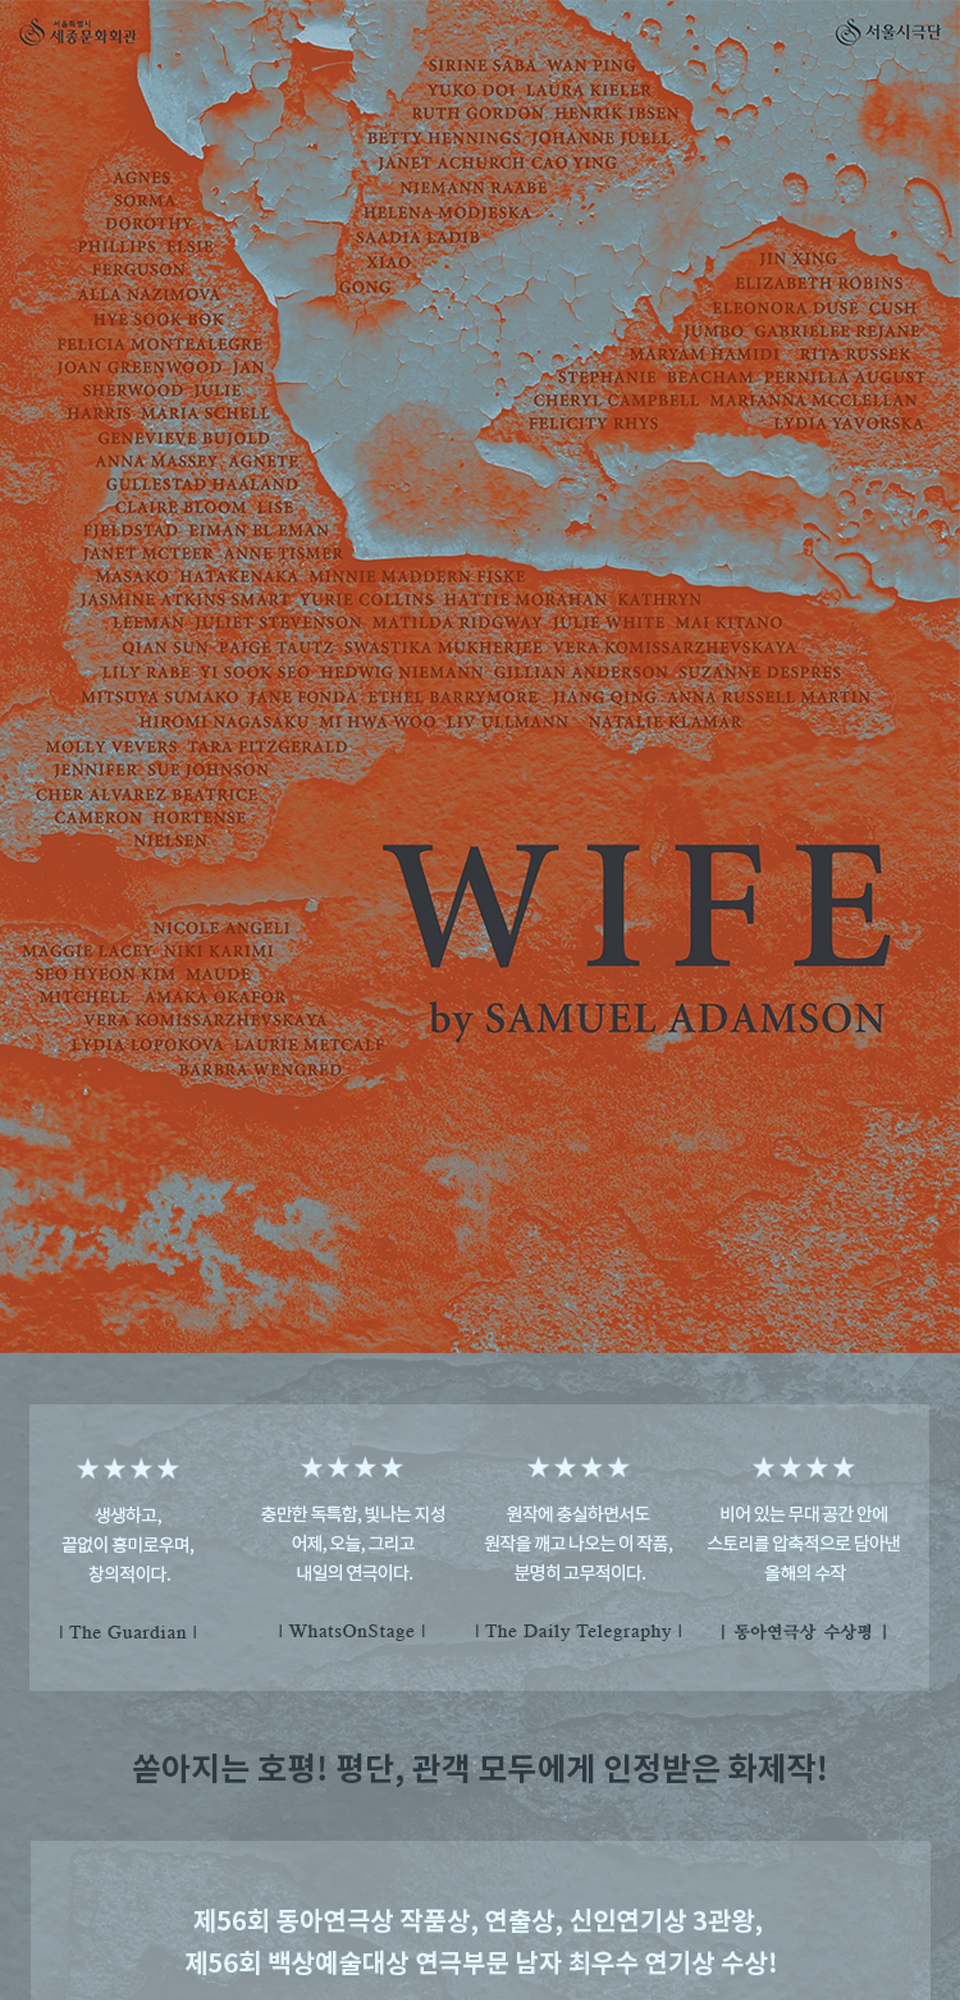 서울특별시
세종문화회관
서울시극단
SIRINE SABA WAN PING
YUKO DOI LAURA KIELER
RUTH GORDON HENRIK IBSEN
BETTY HENNINGS JOHANNE JUELL
JANET ACHURCH CAO YING
NIEMANN RAABE
HELENA MODJESKA
SAADIA LADIB
XIAO
GONG
AGNES
SORMA
DOROTHY
PHILLIPS ELSIE
FERGUSON
ALLA NAZIMOVA
HYE SOOK BOK
FELICIA MONTEALEGRE
JOAN GREENWOOD JAN
SHERWOOD JULIE
HARRIS MARIA SCHELL
GENEVIEVE BUJOLD
ANNA MASSEY AGNETE
GULLESTAD HAALAND
CLAIRE BLOOM LISE
FJELDSTAD EIMAN EL EMAN
JANET MCTEER ANNE TISMER
JIN XING
ELIZABETH ROBINS
ELEONORA DUSE CUSH
JUMBO GABRIELEE REJANE
MARYAM HAMIDI RITA RUSSEK
STEPHANIE BEACHAM PERNILLA AUGUST
CHERYL CAMPBELL MARIANNA MCCLELLAN
FELICITY RHYS LYDIA YAVORSKA
MASAKO HATAKENAKA MINNIE MADDERN FISKE
JASMINE ATKINS SMART YURIE COLLINS HATTIE MORAHAN KATHRYN
LEEMAN JULIET STEVENSON MATILDA RIDGWAY JULIE WHITE MAI KITANO
QIAN SUN PAIGE TAUTZ SWASTIKA MUKHERJEE VERA KOMISSARZHEVSKAYA
LILY RABE YI SOOK SEO HEDWIG NIEMANN GILLIAN ANDERSON SUZANNE DESPRES
MITSUYA SUMAKO JANE FONDA ETHEL BARRYMORE JIANG QING ANNA RUSSELL MARTIN
HIROMI NAGASAKU MI HWA WOO LIV ULLMANN NATALIE KLAMAR
MOLLY VEVERS TARA FITZGERALD
JENNIFER SUE JOHNSON
CHER ALVAREZ BEATRICE
CAMERON HORTENSE
NIELSEN
WIFE
by SAMUEL ADAMSON
NICOLE ANGELI
MAGGIE LACEY NIKI KARIMI
SEO HYEON KIM MAUDE
MITCHELL AMAKA OKAFOR
VERA KOMISSARZHEVSKAYA
LYDIA LOPOKOVA LAURIE METCALF
BARBRA WENGRED
★★★★
생생하고,
끝없이 흥미로우며,
창의적이다.
| The Guardian |
★★★★
충만한 독특함, 빛나는 지성
어제, 오늘, 그리고
내일의 연극이다.
| WhatsOnStage |
★★★★
원작에 충실하면서도
원작을 깨고 나오는 이 작품,
분명히 고무적이다.
| The Daily Telegraphy |
★★★★
비어 있는 무대 공간 안에
스토리를 압축적으로 담아낸
올해의 수작
| 동아연극상 수상평 |
쏟아지는 호평! 평단, 관객 모두에게 인정받은 화제작!
제56회 동아연극상 작품상, 연출상, 신인연기상 3관왕,
제56회 백상예술대상 연극부문 남자 최우수 연기상 수상!